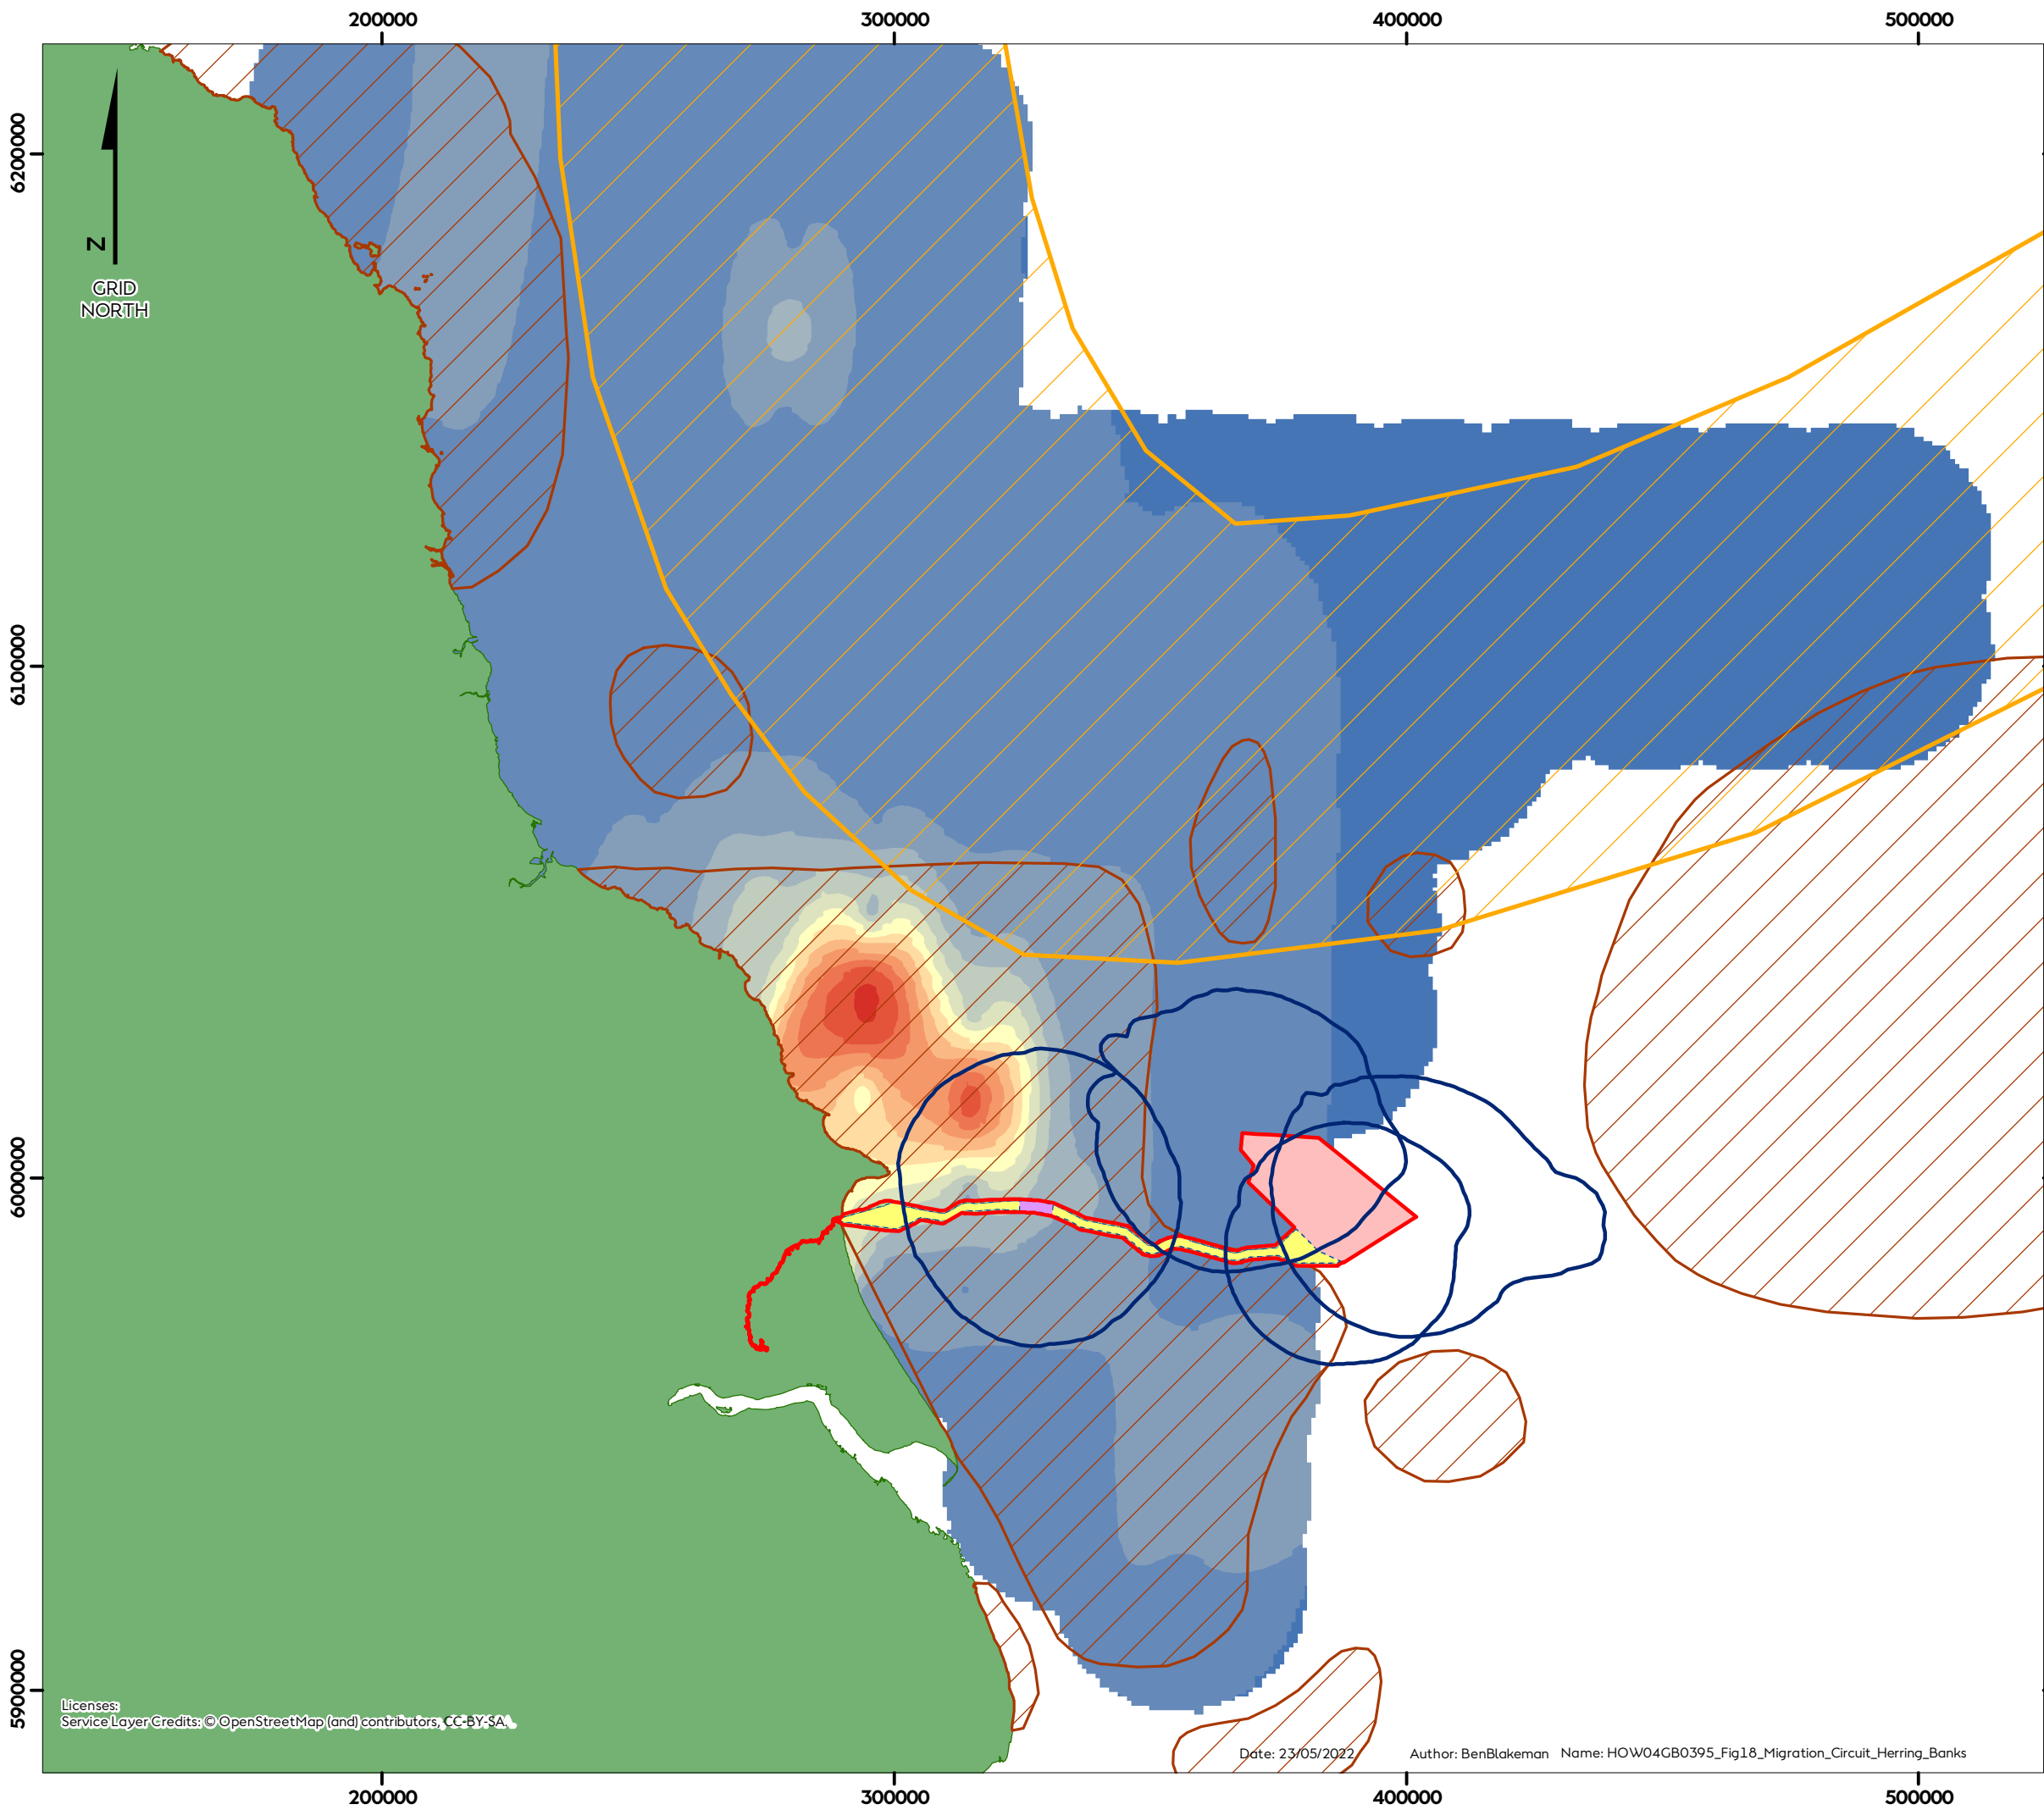 200000 300000 400000 500000
6200000
N
GRID
NORTH
6100000
6000000
5900000
Licenses:
Service Layer Credits: © OpenStreetMap (and) contributors, CC-BY-SA.
Date: 23/05/2022 Author: BenBlakeman Name: HOW04GB0395_Fig18_Migration_Circuit_Herring_Banks
200000 300000 400000 500000